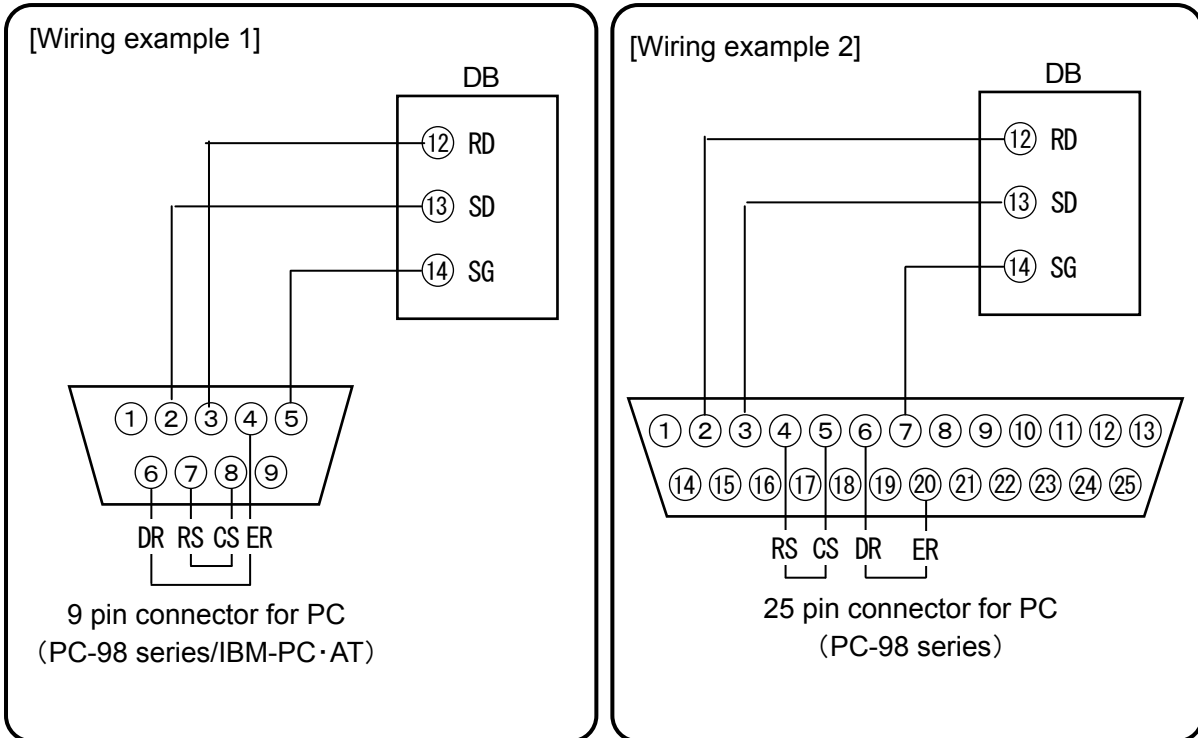 [Wiring example 1]
DB
⑫ RD
⑬ SD
⑭ SG
① ② ③ ④ ⑤
⑥ ⑦ ⑧ ⑨
DR RS CS ER
9 pin connector for PC
(PC-98 series/IBM-PC･AT)
[Wiring example 2]
DB
⑫ RD
⑬ SD
⑭ SG
① ② ③ ④ ⑤ ⑥ ⑦ ⑧ ⑨ ⑩ ⑪ ⑫ ⑬
⑭ ⑮ ⑯ ⑰ ⑱ ⑲ ⑳ ㉑ ㉒ ㉓ ㉔ ㉕
RS CS DR ER
25 pin connector for PC
(PC-98 series)